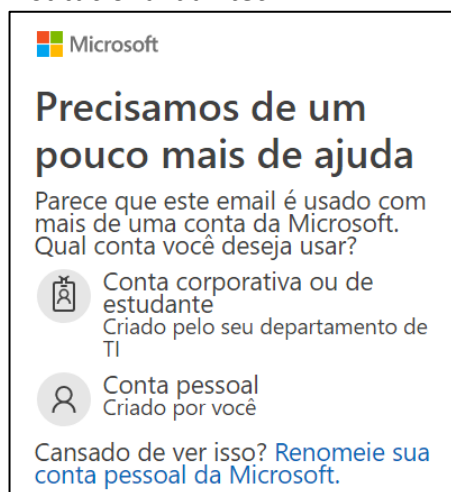 Microsoft
Precisamos de um
pouco mais de ajuda
Parece que este email é usado com
mais de uma conta da Microsoft.
Qual conta você deseja usar?
Conta corporativa ou de
estudante
Criado pelo seu departamento de
TI
Conta pessoal
Criado por você
Cansado de ver isso? Renomeie sua
conta pessoal da Microsoft.